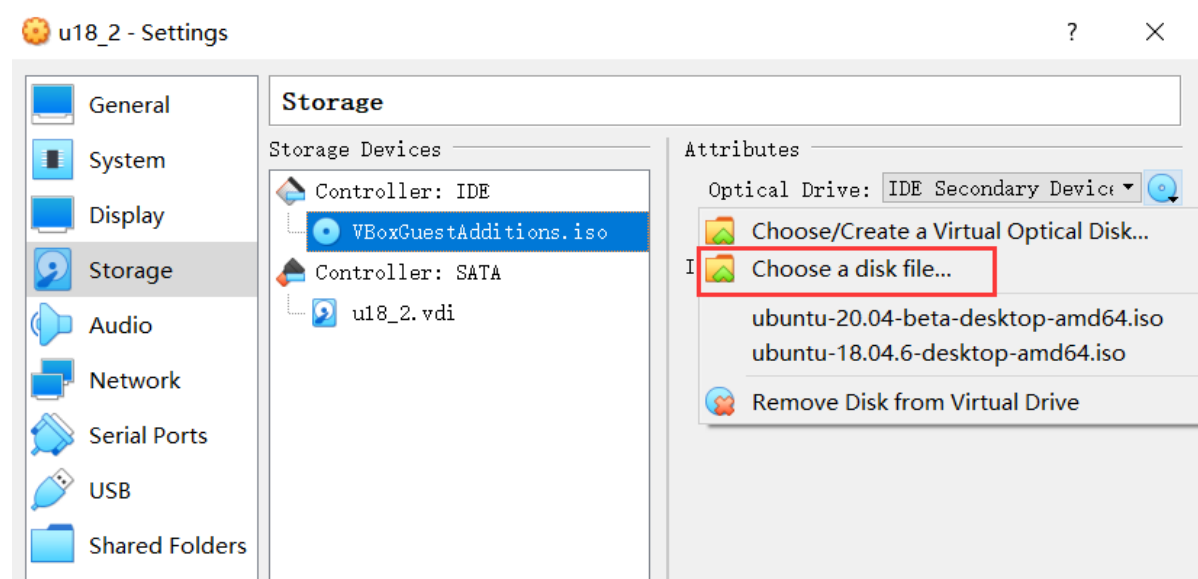 u18_2 - Settings
?
General
System
Display
Storage
Audio
Network
Serial Ports
USB
Shared Folders
Storage
Storage Devices
Controller: IDE
VBoxGuestAdditions.iso
Controller: SATA
u18_2.vdi
Attributes
Optical Drive: IDE Secondary Device
Choose/Create a Virtual Optical Disk...
I
Choose a disk file...
ubuntu-20.04-beta-desktop-amd64.iso
ubuntu-18.04.6-desktop-amd64.iso
Remove Disk from Virtual Drive